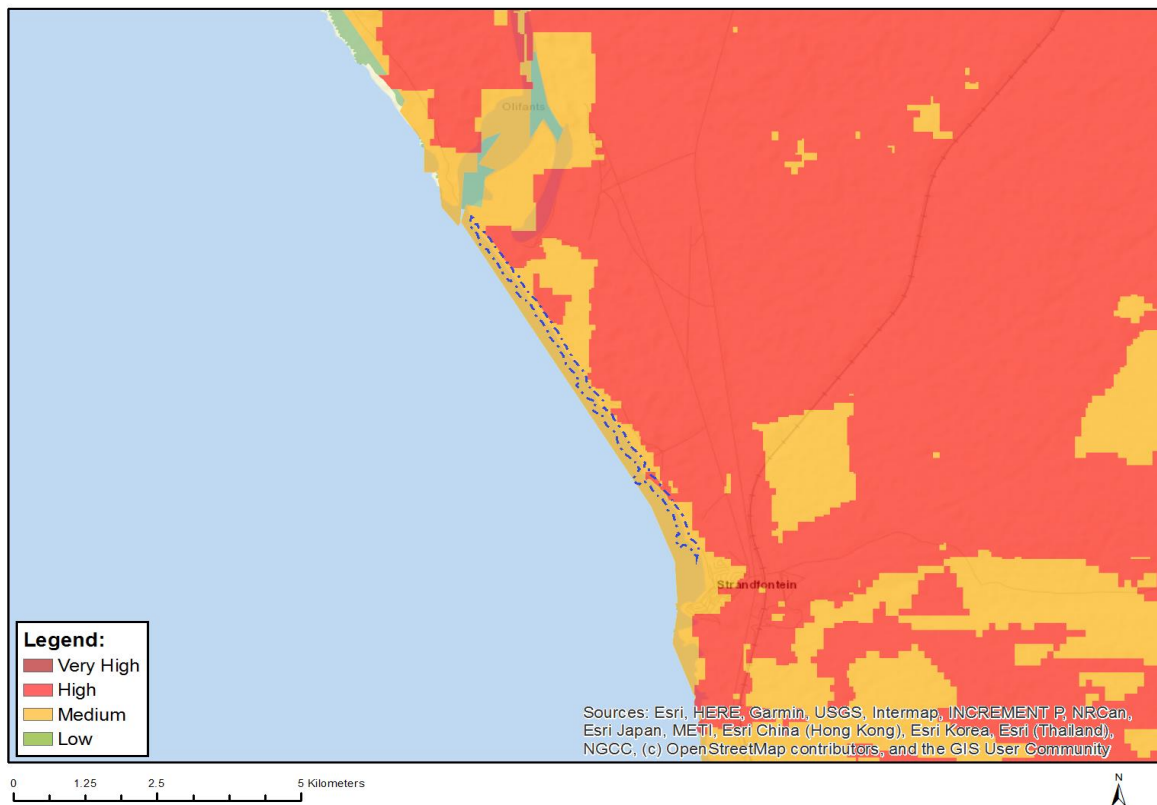 Olifants
Strandfontein
Legend:
Very High
High
Medium
Low
Sources: Esri, HERE, Garmin, USGS, Intermap, INCREMENT P, NRCan,
Esri Japan, METI, Esri China (Hong Kong), Esri Korea, Esri (Thailand),
NGCC, (c) OpenStreetMap contributors, and the GIS User Community
0 1.25 2.5 5 Kilometers
N